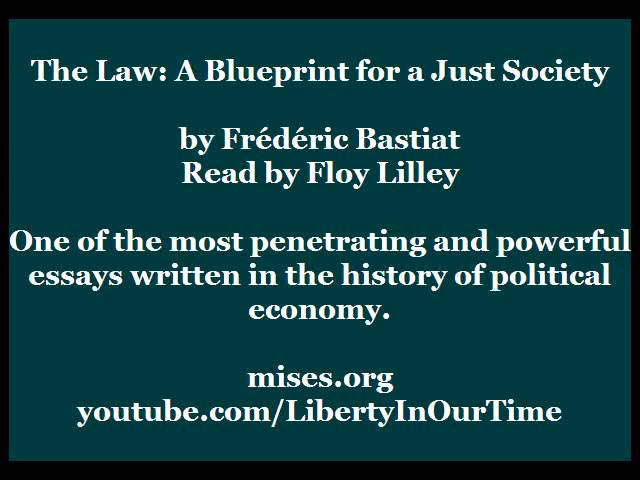 The Law: A Blueprint for a Just Society
by Frédéric Bastiat
Read by Floy Lilley
One of the most penetrating and powerful
essays written in the history of political
economy.
mises.org
youtube.com/LibertyInOurTime